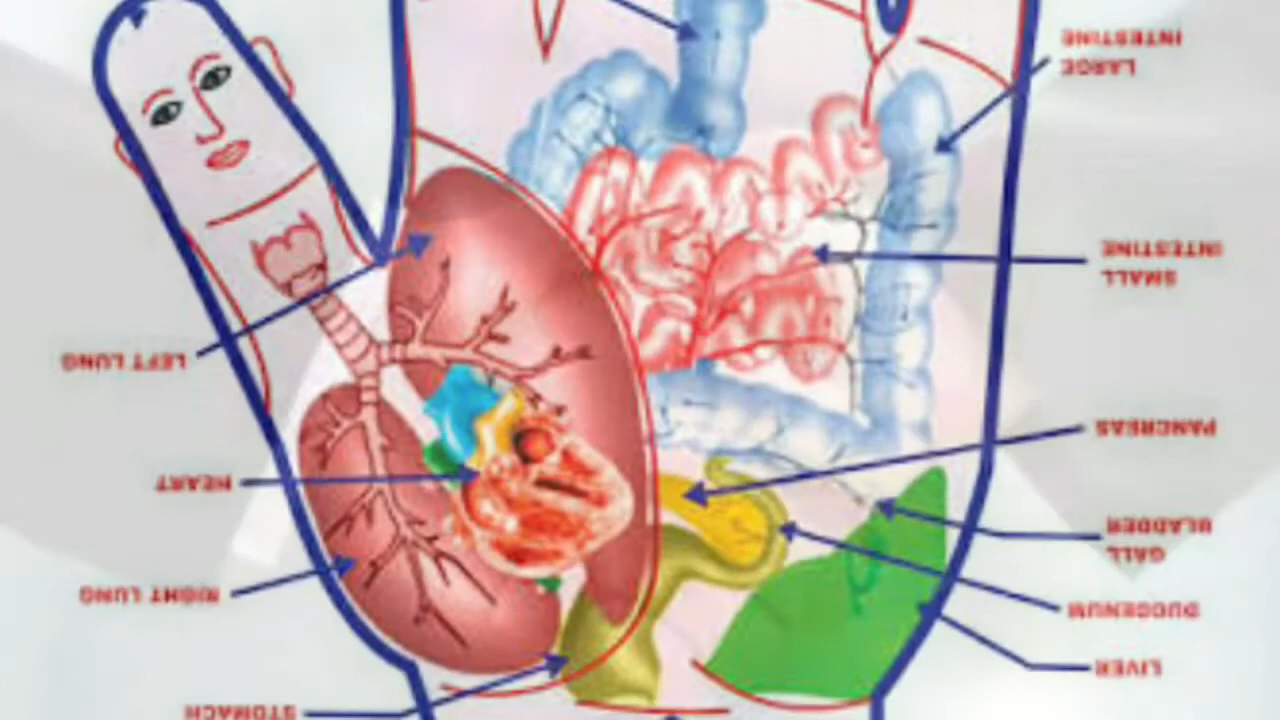 LIVER
DUODENUM
GALL
BLADDER
PANCREAS
SMALL
INTESTINE
LARGE
INTESTINE
STOMACH
RIGHT LUNG
HEART
LEFT LUNG